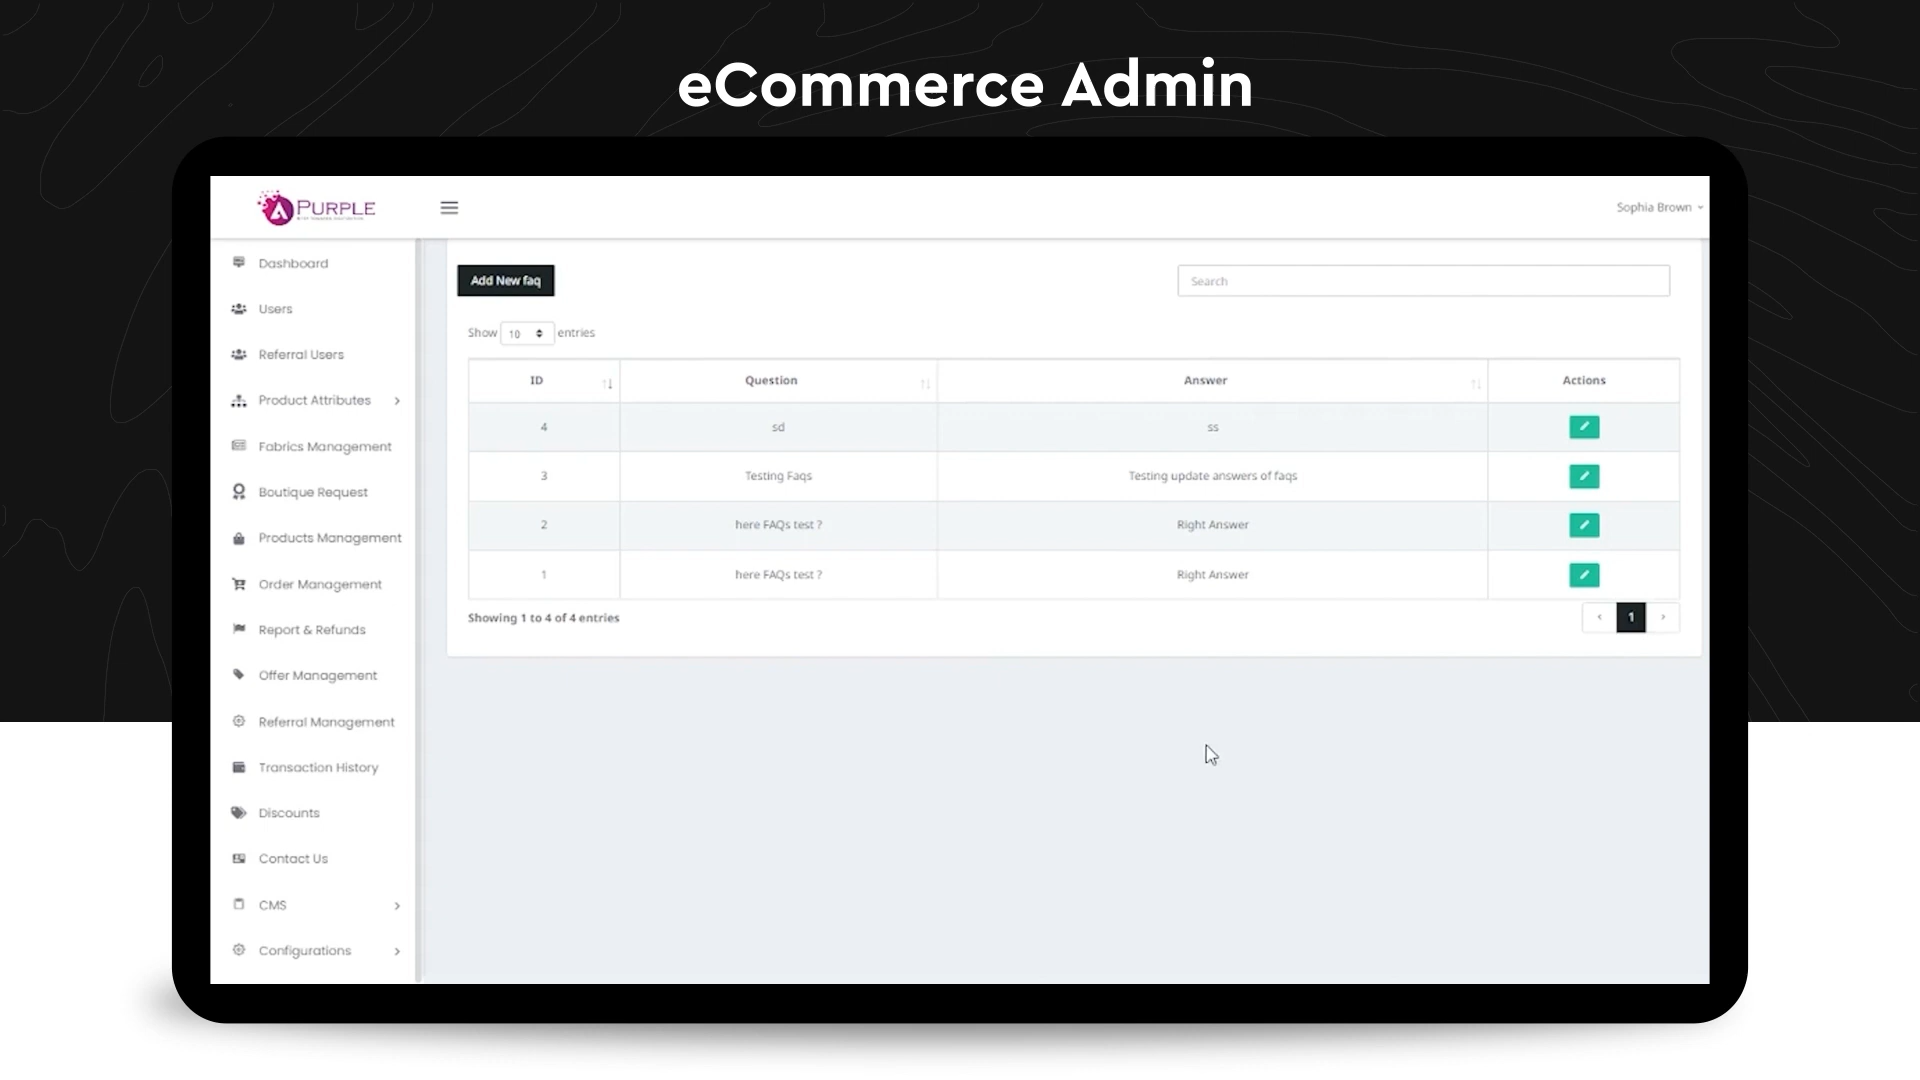 eCommerce Admin
PURPLE
Sophia Brown
Dashboard
Users
Referral Users
Product Attributes
Fabrics Management
Boutique Request
Products Management
Order Management
Report & Refunds
Offer Management
Referral Management
Transaction History
Discounts
Contact Us
CMS
Configurations
Add New faq
Search
Show 10 entries
ID Question Answer Actions
4 sd ss
3 Testing Faqs Testing update answers of faqs
2 here FAQs test ? Right Answer
1 here FAQs test ? Right Answer
Showing 1 to 4 of 4 entries
‹ 1 ›